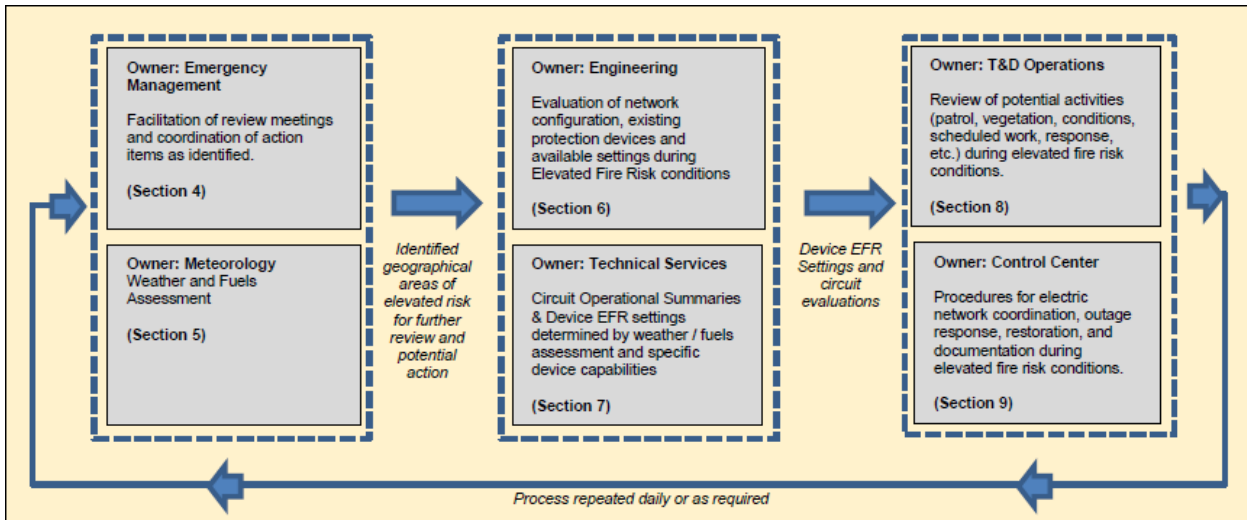 Owner: Emergency
Management
Facilitation of review meetings
and coordination of action
items as identified.
(Section 4)
Owner: Meteorology
Weather and Fuels
Assessment
(Section 5)
Identified
geographical
areas of
elevated risk
for further
review and
potential
action
Owner: Engineering
Evaluation of network
configuration, existing
protection devices and
available settings during
Elevated Fire Risk conditions
(Section 6)
Owner: Technical Services
Circuit Operational Summaries
& Device EFR settings
determined by weather / fuels
assessment and specific
device capabilities
(Section 7)
Device EFR
Settings and
circuit
evaluations
Owner: T&D Operations
Review of potential activities
(patrol, vegetation, conditions,
scheduled work, response,
etc.) during elevated fire risk
conditions.
(Section 8)
Owner: Control Center
Procedures for electric
network coordination, outage
response, restoration, and
documentation during
elevated fire risk conditions.
(Section 9)
Process repeated daily or as required